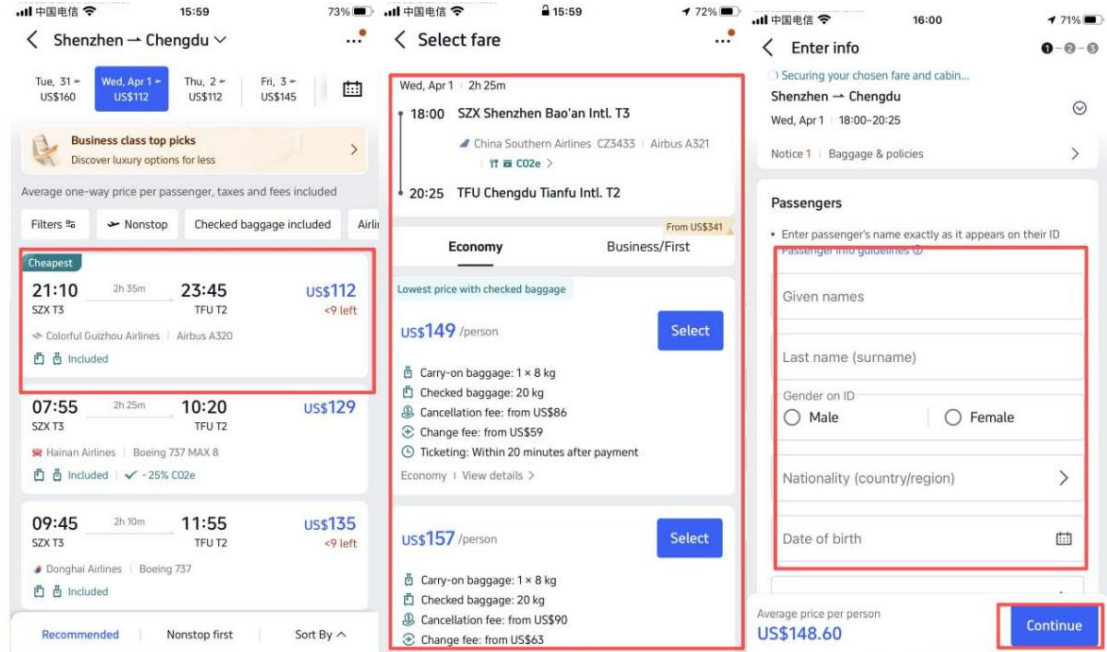 中国电信
15:59
73%
Shenzhen — Chengdu
Tue, 31
US$160
Wed, Apr 1
US$112
Thu, 2
US$112
Fri, 3
US$145
Business class top picks
Discover luxury options for less
Average one-way price per passenger, taxes and fees included
Filters
Nonstop
Checked baggage included
Cheapest
21:10
2h 35m
23:45
US$112
SZX T3
TFU T2
<9 left
Colorful Guizhou Airlines | Airbus A320
Included
07:55
2h 25m
10:20
US$129
SZX T3
TFU T2
Hainan Airlines | Boeing 737 MAX 8
Included | - 25% CO2e
09:45
2h 10m
11:55
US$135
SZX T3
TFU T2
<9 left
Donghai Airlines | Boeing 737
Included
Recommended
Nonstop first
Sort By
中国电信
15:59
72%
Select fare
Wed, Apr 1 | 2h 25m
18:00 SZX Shenzhen Bao'an Intl. T3
China Southern Airlines CZ3433 | Airbus A321
CO2e >
20:25 TFU Chengdu Tianfu Intl. T2
From US$341
Economy
Business/First
Lowest price with checked baggage
US$149 /person
Select
Carry-on baggage: 1 × 8 kg
Checked baggage: 20 kg
Cancellation fee: from US$86
Change fee: from US$59
Ticketing: Within 20 minutes after payment
Economy | View details >
US$157 /person
Select
Carry-on baggage: 1 × 8 kg
Checked baggage: 20 kg
Cancellation fee: from US$90
Change fee: from US$63
中国电信
16:00
71%
Enter info
1-2-3
Securing your chosen fare and cabin...
Shenzhen — Chengdu
Wed, Apr 1 | 18:00-20:25
Notice 1 | Baggage & policies
Passengers
• Enter passenger's name exactly as it appears on their ID
Passenger info guidelines
Given names
Last name (surname)
Gender on ID
Male
Female
Nationality (country/region)
Date of birth
Average price per person
US$148.60
Continue